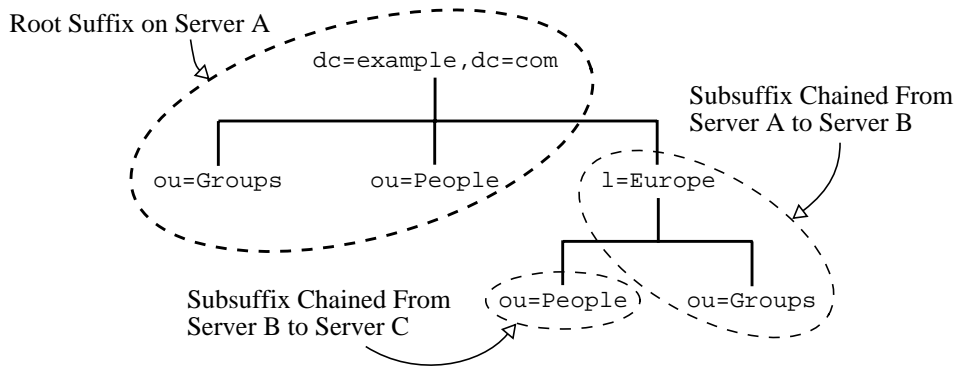 Root Suffix on Server A
dc=example,dc=com
Subsuffix Chained From
Server A to Server B
ou=Groups
ou=People
l=Europe
ou=People
ou=Groups
Subsuffix Chained From
Server B to Server C